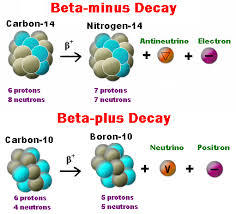 Beta-minus Decay
Carbon-14 Nitrogen-14 Antineutrino Electron
β⁺
+ +
6 protons 7 protons
8 neutrons 7 neutrons
Beta-plus Decay
Carbon-10 Boron-10 Neutrino Positron
β⁺
+ +
ν
6 protons 5 protons
4 neutrons 5 neutrons